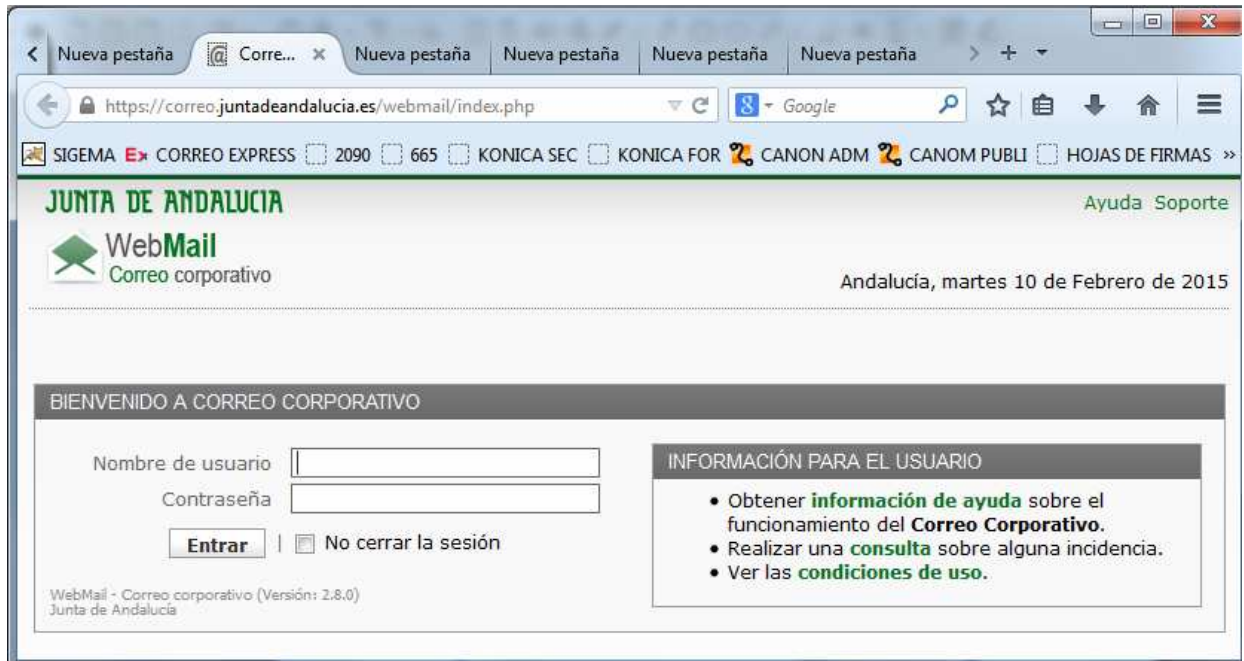 Nueva pestaña Corre... Nueva pestaña Nueva pestaña Nueva pestaña Nueva pestaña
https://correo.juntadeandalucia.es/webmail/index.php Google
SIGEMA Ex CORREO EXPRESS 2090 665 KONICA SEC KONICA FOR CANON ADM CANOM PUBLI HOJAS DE FIRMAS »
JUNTA DE ANDALUCIA
Ayuda Soporte
WebMail
Correo corporativo
Andalucía, martes 10 de Febrero de 2015
BIENVENIDO A CORREO CORPORATIVO
Nombre de usuario
Contraseña
Entrar | No cerrar la sesión
WebMail - Correo corporativo (Versión: 2.8.0)
Junta de Andalucía
INFORMACIÓN PARA EL USUARIO
• Obtener información de ayuda sobre el
funcionamiento del Correo Corporativo.
• Realizar una consulta sobre alguna incidencia.
• Ver las condiciones de uso.